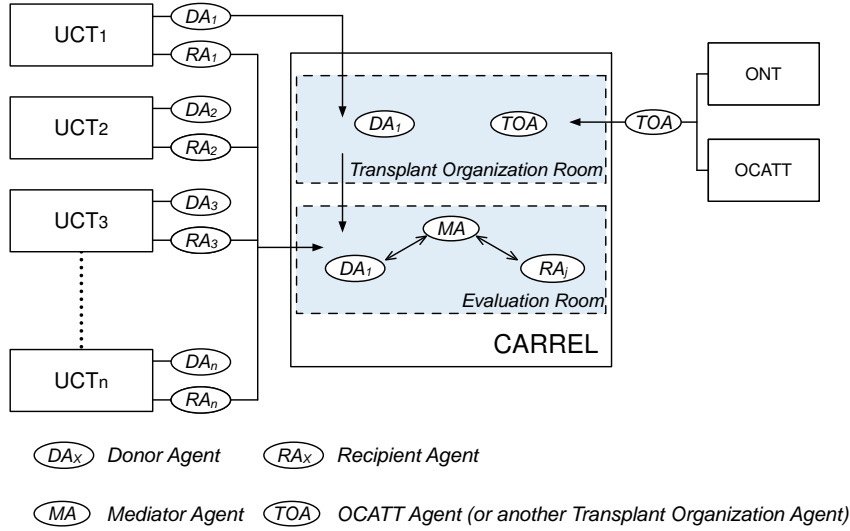 UCT1
DA1
RA1
UCT2
DA2
RA2
UCT3
DA3
RA3
UCTn
DAn
RAn
DA1
TOA
Transplant Organization Room
MA
DA1
RAj
Evaluation Room
CARREL
TOA
ONT
OCATT
DAX Donor Agent
RAX Recipient Agent
MA Mediator Agent
TOA OCATT Agent (or another Transplant Organization Agent)